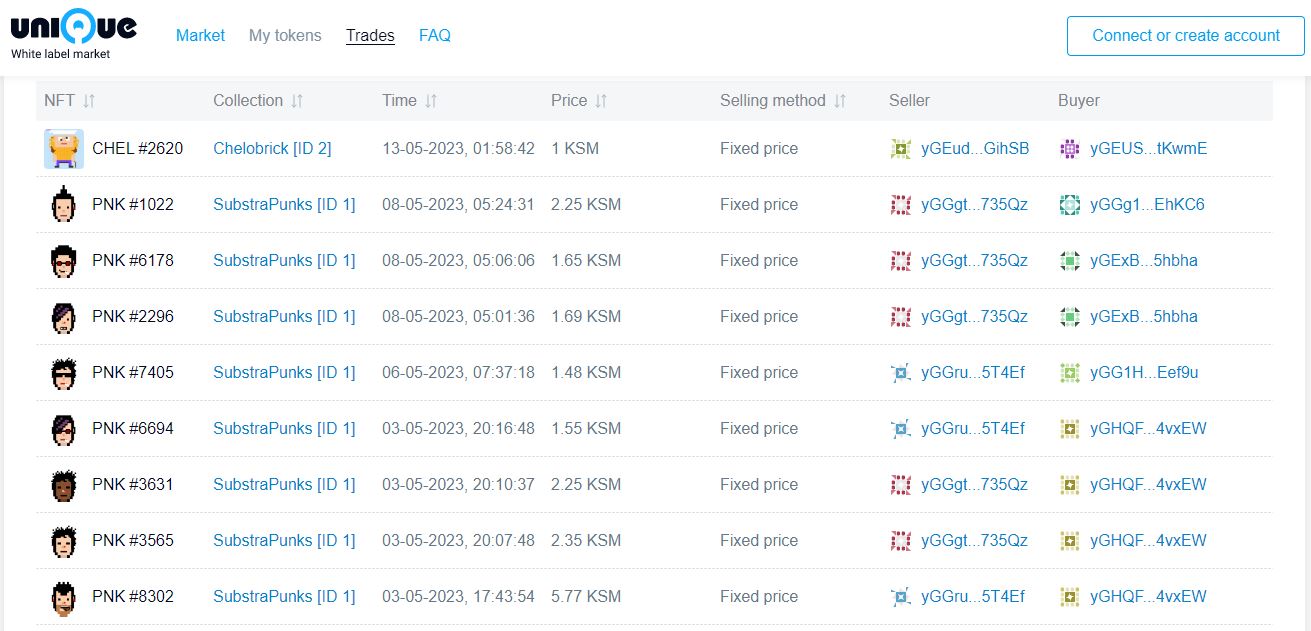 unique
White label market
Market My tokens Trades FAQ
Connect or create account
NFT Collection Time Price Selling method Seller Buyer
CHEL #2620 Chelobrick [ID 2] 13-05-2023, 01:58:42 1 KSM Fixed price yGEud...GihSB yGEUS...tKwmE
PNK #1022 SubstraPunks [ID 1] 08-05-2023, 05:24:31 2.25 KSM Fixed price yGGgt...735Qz yGGg1...EhKC6
PNK #6178 SubstraPunks [ID 1] 08-05-2023, 05:06:06 1.65 KSM Fixed price yGGgt...735Qz yGExB...5hbha
PNK #2296 SubstraPunks [ID 1] 08-05-2023, 05:01:36 1.69 KSM Fixed price yGGgt...735Qz yGExB...5hbha
PNK #7405 SubstraPunks [ID 1] 06-05-2023, 07:37:18 1.48 KSM Fixed price yGGru...5T4Ef yGG1H...Eef9u
PNK #6694 SubstraPunks [ID 1] 03-05-2023, 20:16:48 1.55 KSM Fixed price yGGru...5T4Ef yGHQF...4vxEW
PNK #3631 SubstraPunks [ID 1] 03-05-2023, 20:10:37 2.25 KSM Fixed price yGGgt...735Qz yGHQF...4vxEW
PNK #3565 SubstraPunks [ID 1] 03-05-2023, 20:07:48 2.35 KSM Fixed price yGGgt...735Qz yGHQF...4vxEW
PNK #8302 SubstraPunks [ID 1] 03-05-2023, 17:43:54 5.77 KSM Fixed price yGGru...5T4Ef yGHQF...4vxEW